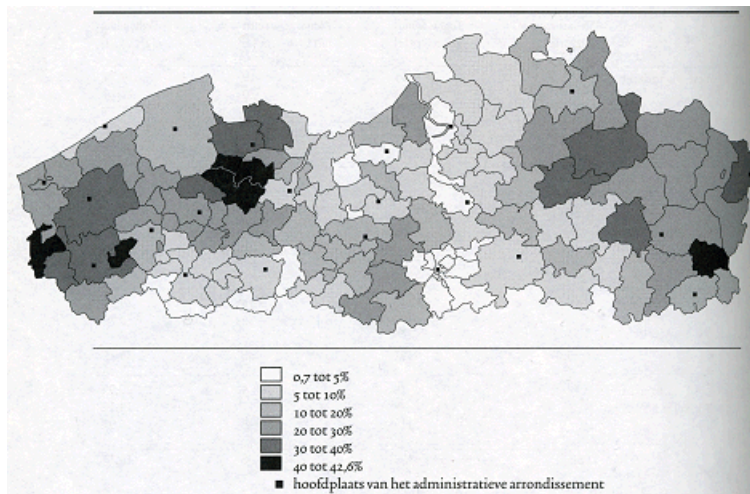 0,7 tot 5%
5 tot 10%
10 tot 20%
20 tot 30%
30 tot 40%
40 tot 42,6%
hoofdplaats van het administratieve arrondissement